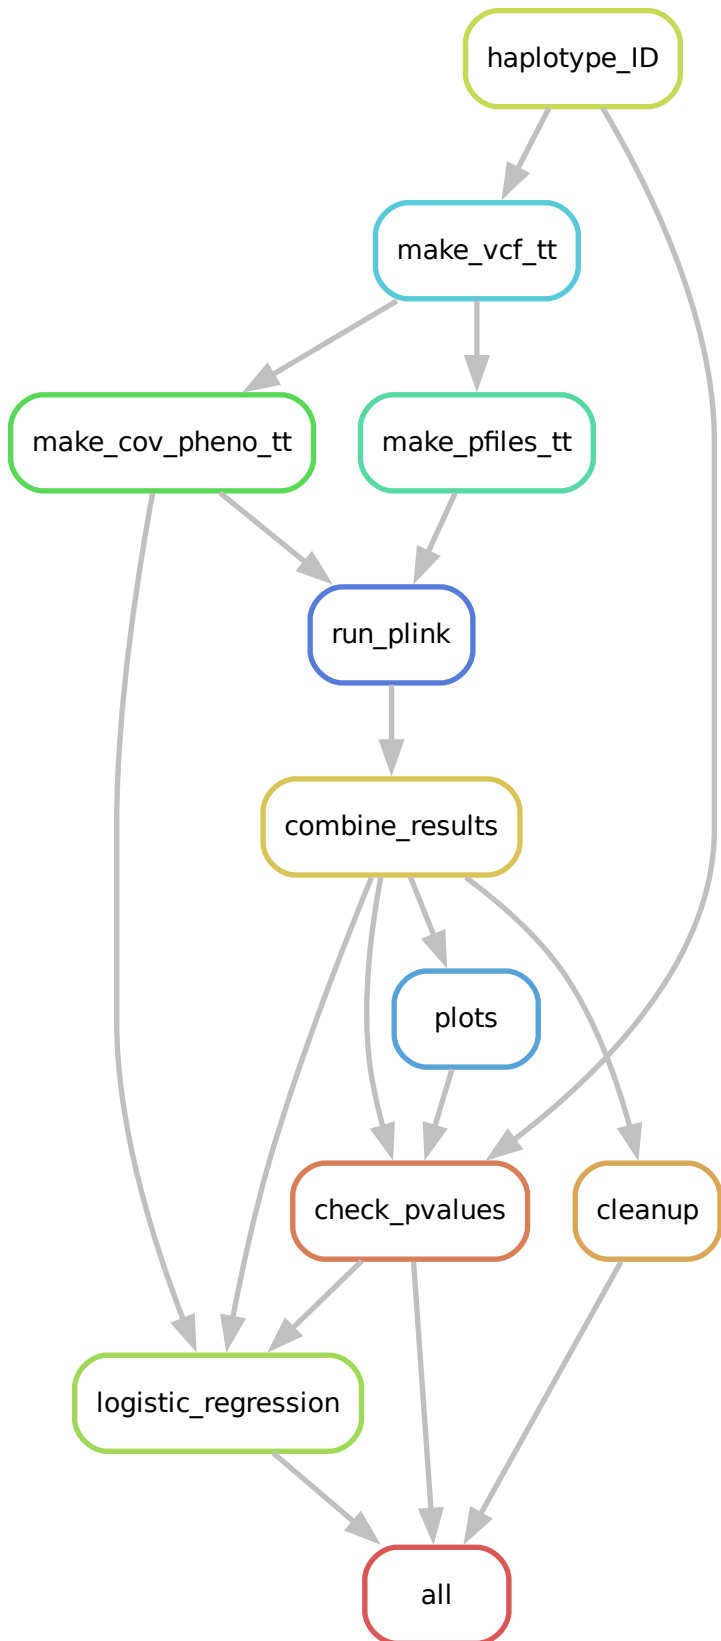 haplotype_ID
make_vcf_tt
make_cov_pheno_tt
make_pfiles_tt
run_plink
combine_results
plots
check_pvalues
cleanup
logistic_regression
all